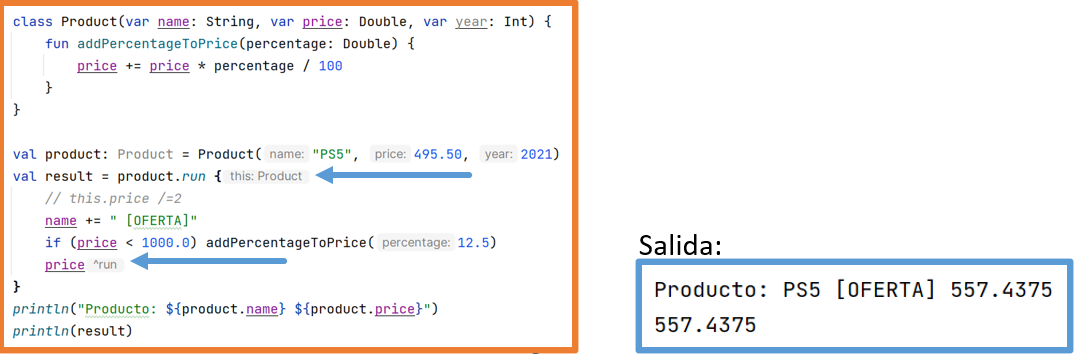 class Product(var name: String, var price: Double, var year: Int) {
fun addPercentageToPrice(percentage: Double) {
price += price * percentage / 100
}
}
val product: Product = Product( name: "PS5", price: 495.50, year: 2021)
val result = product.run { this: Product
// this.price /=2
name += " [OFERTA]"
if (price < 1000.0) addPercentageToPrice( percentage: 12.5)
price ^run
}
println("Producto: ${product.name} ${product.price}")
println(result)
Salida:
Producto: PS5 [OFERTA] 557.4375
557.4375